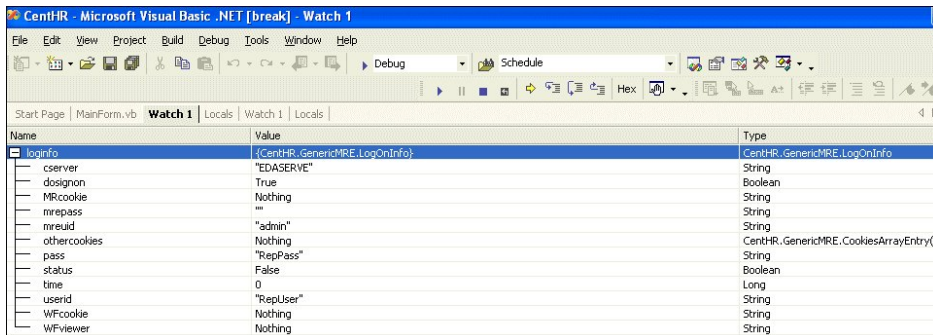 CentHR - Microsoft Visual Basic .NET [break] - Watch 1
File Edit View Project Build Debug Tools Window Help
Debug Schedule
Hex
Start Page MainForm.vb Watch 1 Locals Watch 1 Locals
Name Value Type
loginfo {CentHR.GenericMRE.LogOnInfo} CentHR.GenericMRE.LogOnInfo
cserver "EDASERVE" String
dosignon True Boolean
MRcookie Nothing String
mrepass "" String
mreuid "admin" String
othercookies Nothing CentHR.GenericMRE.CookiesArrayEntry(
pass "RepPass" String
status False Boolean
time 0 Long
userid "RepUser" String
WFcookie Nothing String
WFviewer Nothing String